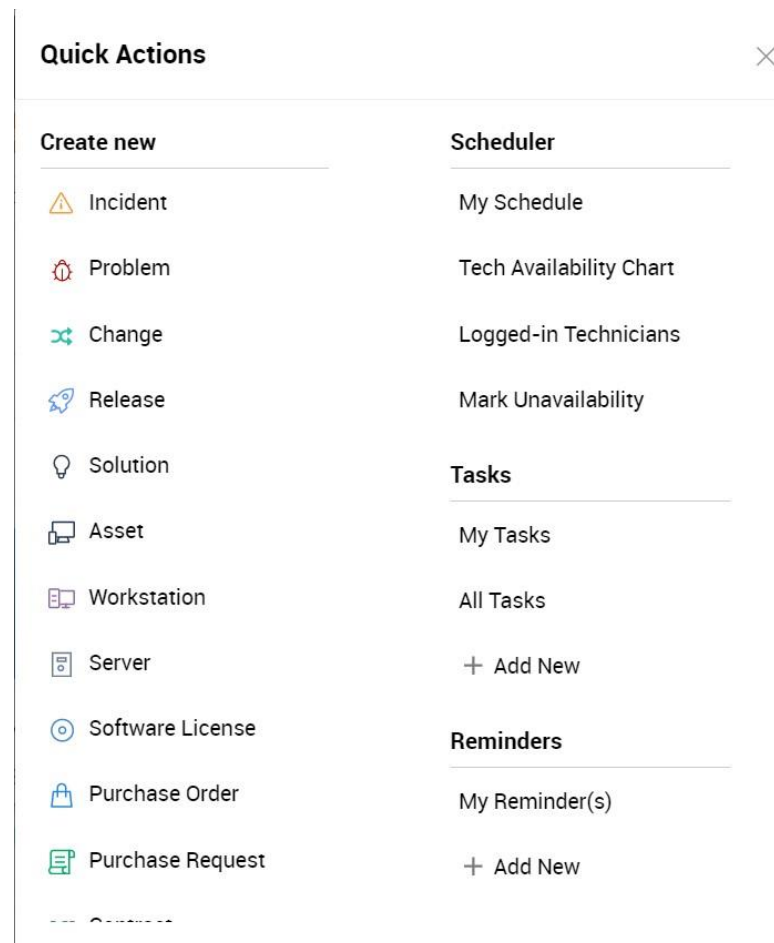 Quick Actions
Create new
Incident
Problem
Change
Release
Solution
Asset
Workstation
Server
Software License
Purchase Order
Purchase Request
Contract
Scheduler
My Schedule
Tech Availability Chart
Logged-in Technicians
Mark Unavailability
Tasks
My Tasks
All Tasks
+ Add New
Reminders
My Reminder(s)
+ Add New